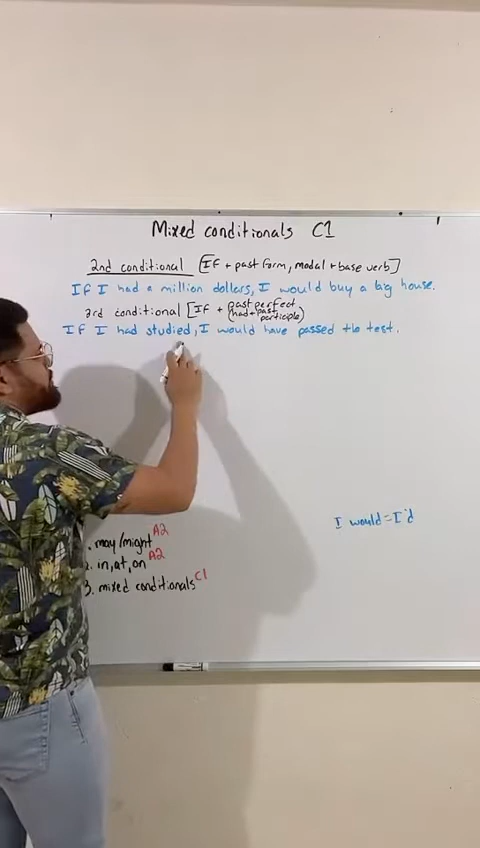 Mixed conditionals C1
2nd conditional [IF + past form, modal + base verb]
IF I had a million dollars, I would buy a big house.
3rd conditional [IF + past perfect
(had + past
participle)
IF I had studied, I would have passed the test.
I would = I'd
1. may/might A2
2. in, at, on A2
3. mixed conditionals C1